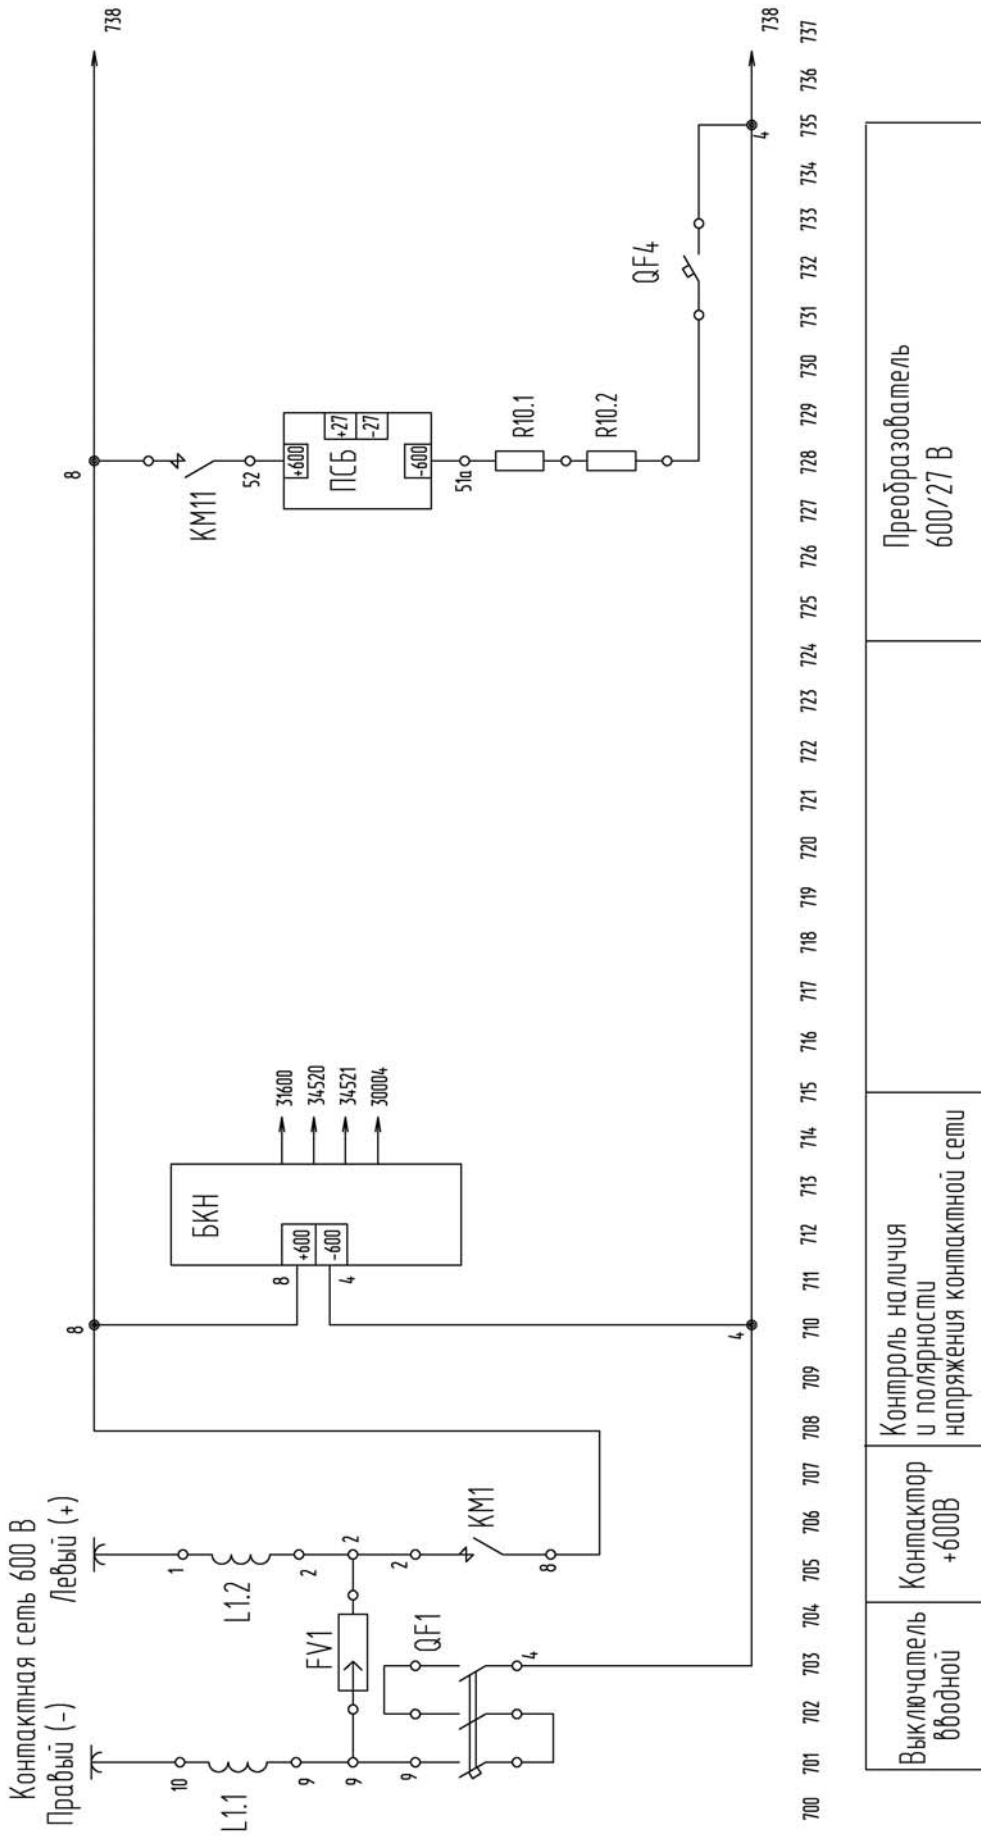 Контактная сеть 600 В
Правый (-)
Левый (+)
10
1
L1.1
L1.2
9
2
9
2
9
2
FV1
QF1
KM1
4
8
8
БКН
8
+600
-600
4
31600
34520
34521
30004
4
8
KM11
52
+600
ПСБ
+27
-27
-600
51а
R10.1
R10.2
QF4
4
738
738
700
701
702
703
704
705
706
707
708
709
710
711
712
713
714
715
716
717
718
719
720
721
722
723
724
725
726
727
728
729
730
731
732
733
734
735
736
737
Выключатель
вводной
Контактор
+600В
Контроль наличия
и полярности
напряжения контактной сети
Преобразователь
600/27 В